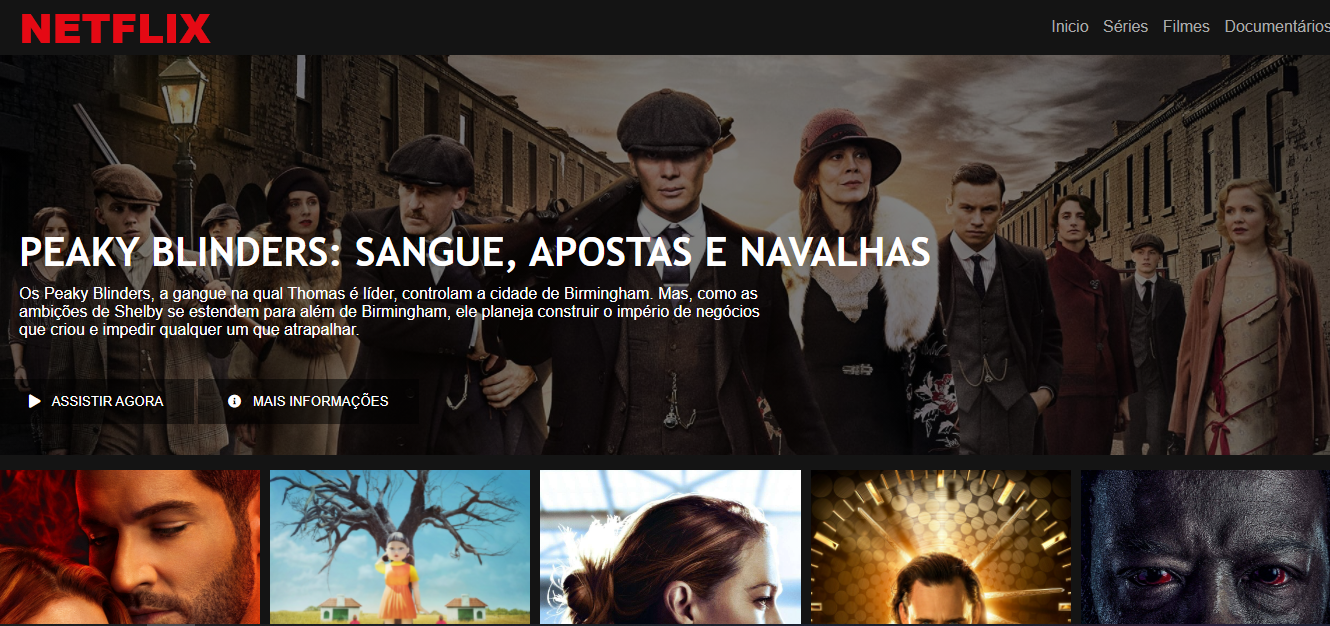 NETFLIX
Inicio Séries Filmes Documentários
PEAKY BLINDERS: SANGUE, APOSTAS E NAVALHAS
Os Peaky Blinders, a gangue na qual Thomas é líder, controlam a cidade de Birmingham. Mas, como as
ambições de Shelby se estendem para além de Birmingham, ele planeja construir o império de negócios
que criou e impedir qualquer um que atrapalhar.
ASSISTIR AGORA
MAIS INFORMAÇÕES